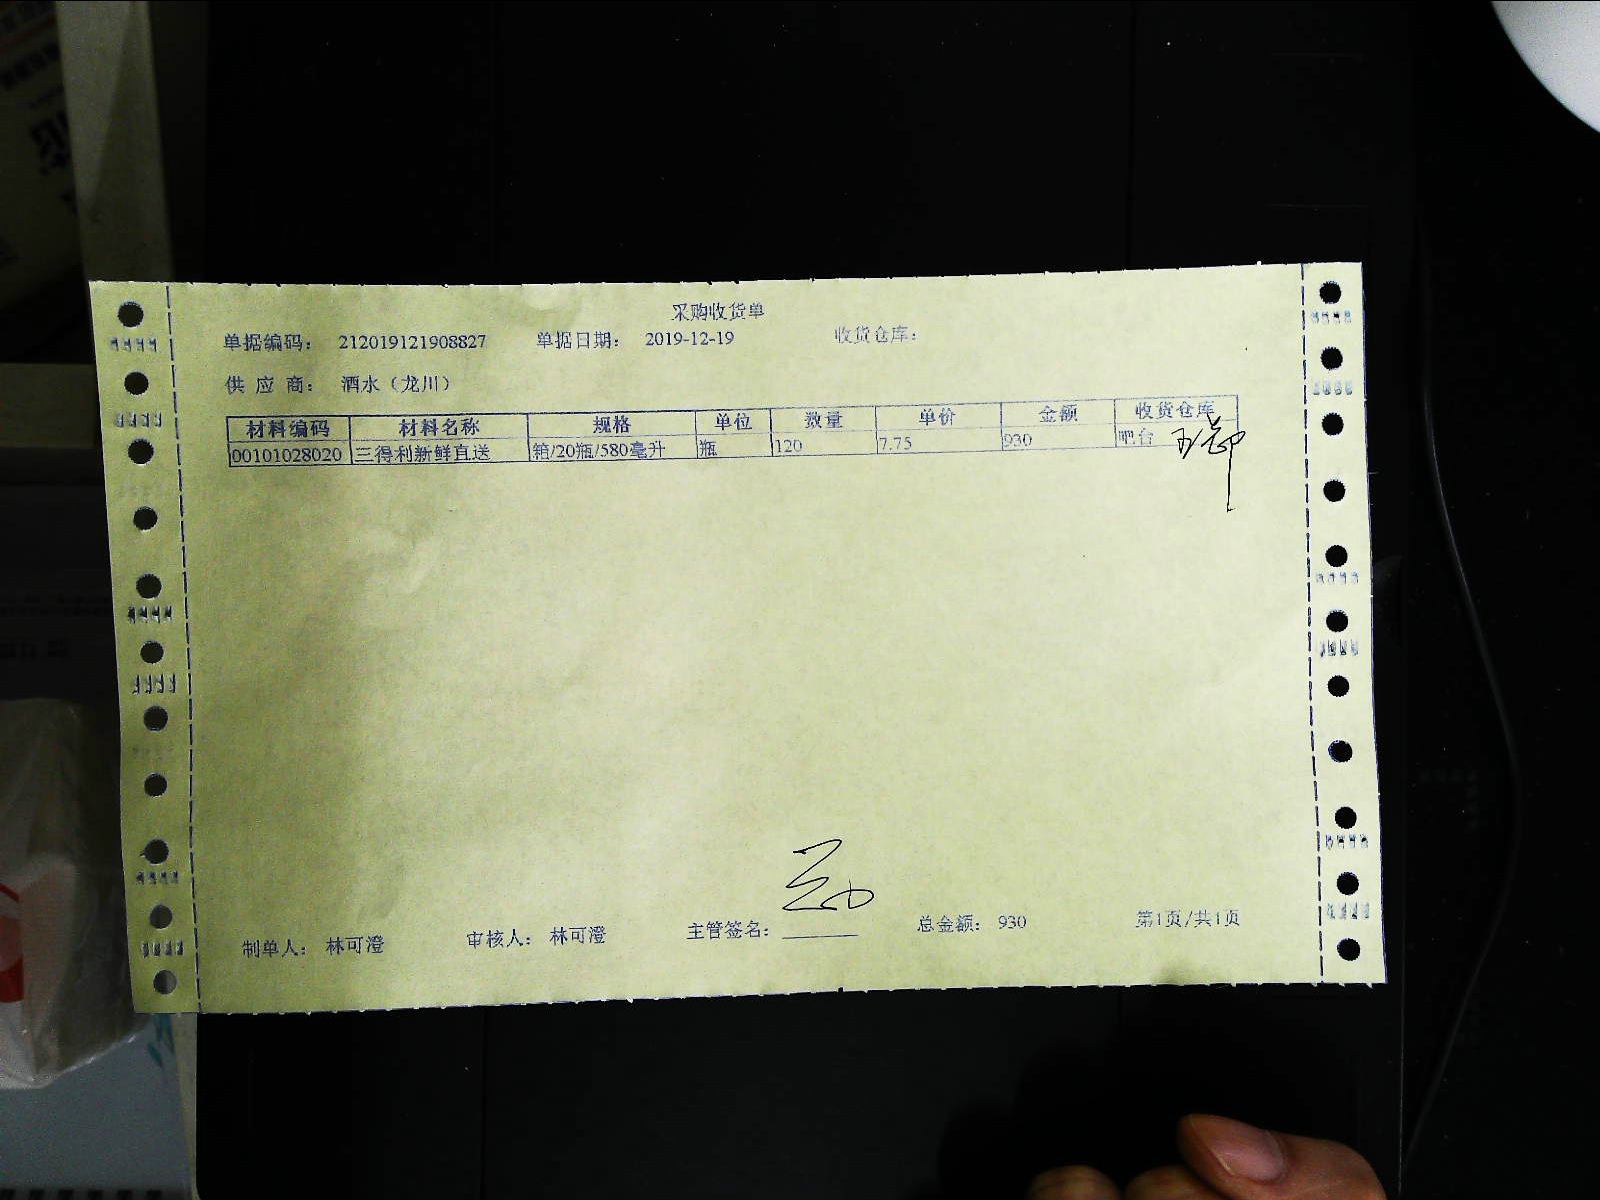 采购收货单
单据编码： 212019121908827 单据日期： 2019-12-19 收货仓库：
供 应 商： 酒水（龙川）
材料编码 材料名称 规格 单位 数量 单价 金额 收货仓库
00101028020 三得利新鲜直送 箱/20瓶/580毫升 瓶 120 7.75 930 吧台
制单人： 林可澄 审核人： 林可澄 主管签名： 总金额： 930 第1页/共1页